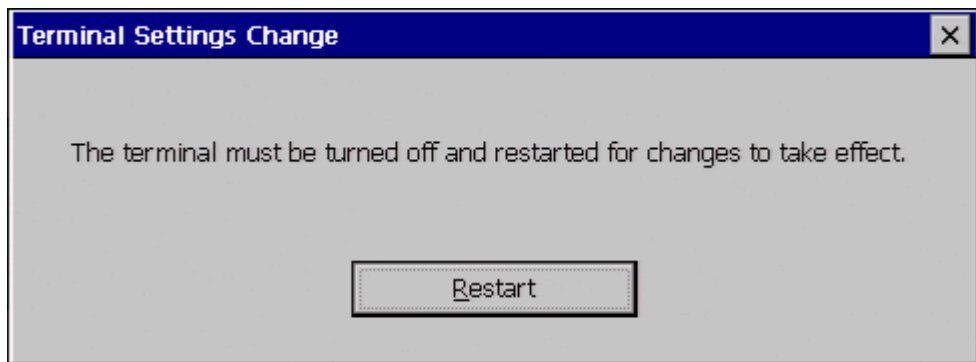 Terminal Settings Change
The terminal must be turned off and restarted for changes to take effect.
Restart